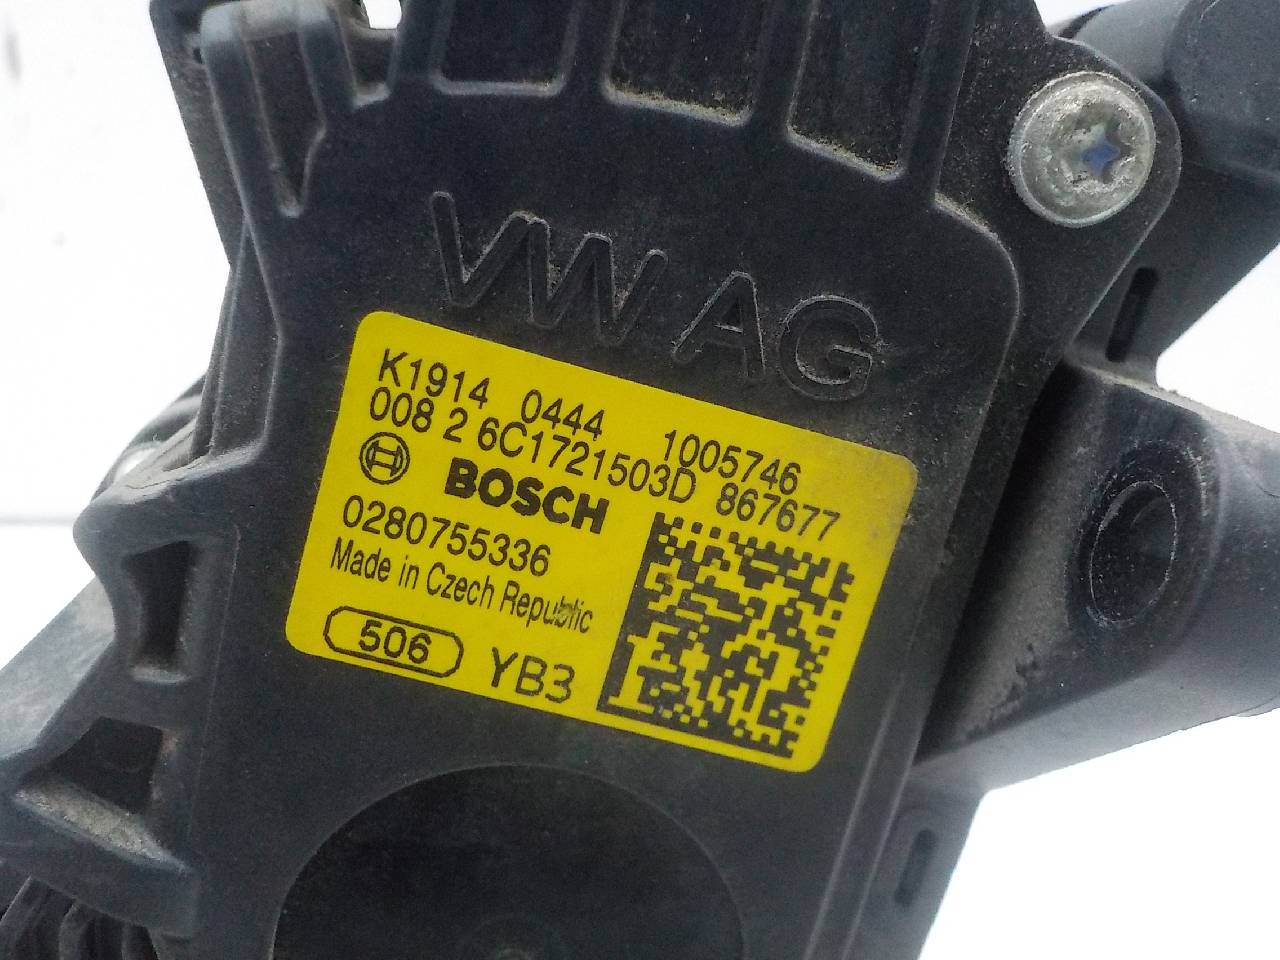 VW AG
K1914 0444 1005746
008 2 6C1721503D 867677
BOSCH
0280755336
Made in Czech Republic
506 YB3